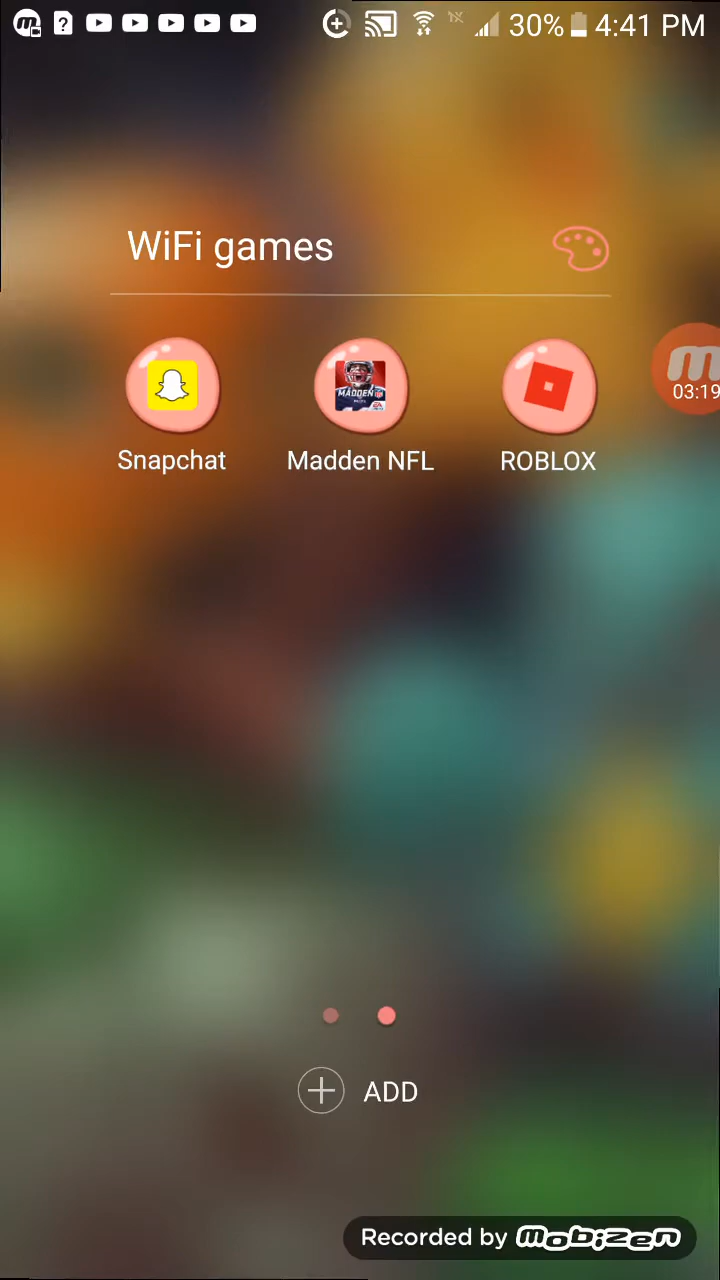 30% 4:41 PM
WiFi games
03:19
Snapchat Madden NFL ROBLOX
ADD
Recorded by mobizen